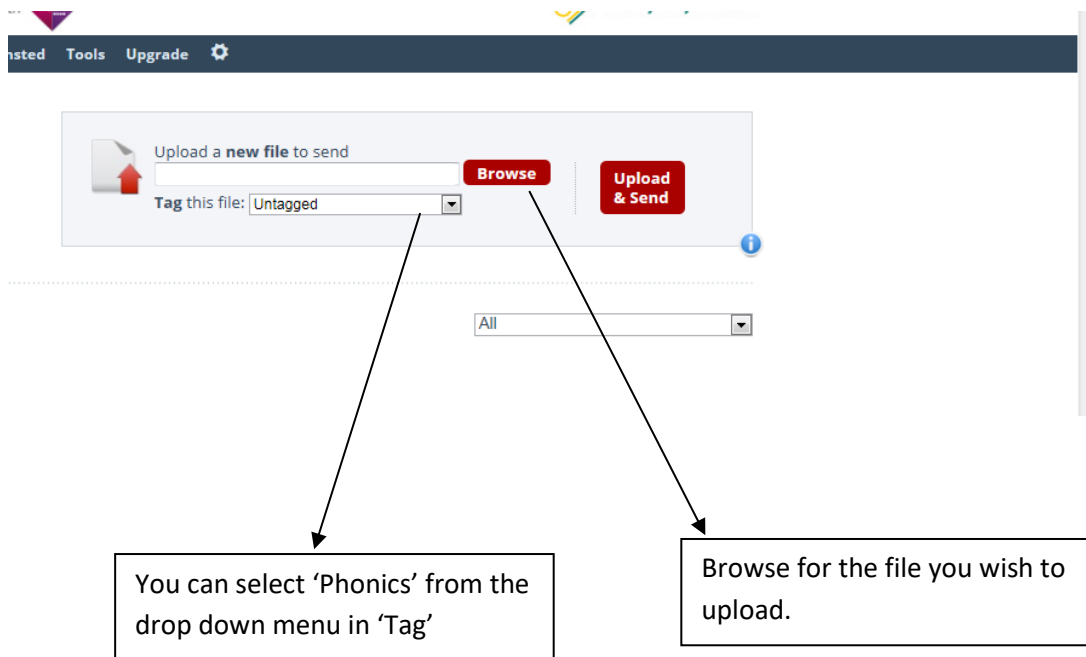 nsted Tools Upgrade
Upload a new file to send
Browse
Upload
& Send
Tag this file: Untagged
All
You can select ‘Phonics’ from the
drop down menu in ‘Tag’
Browse for the file you wish to
upload.